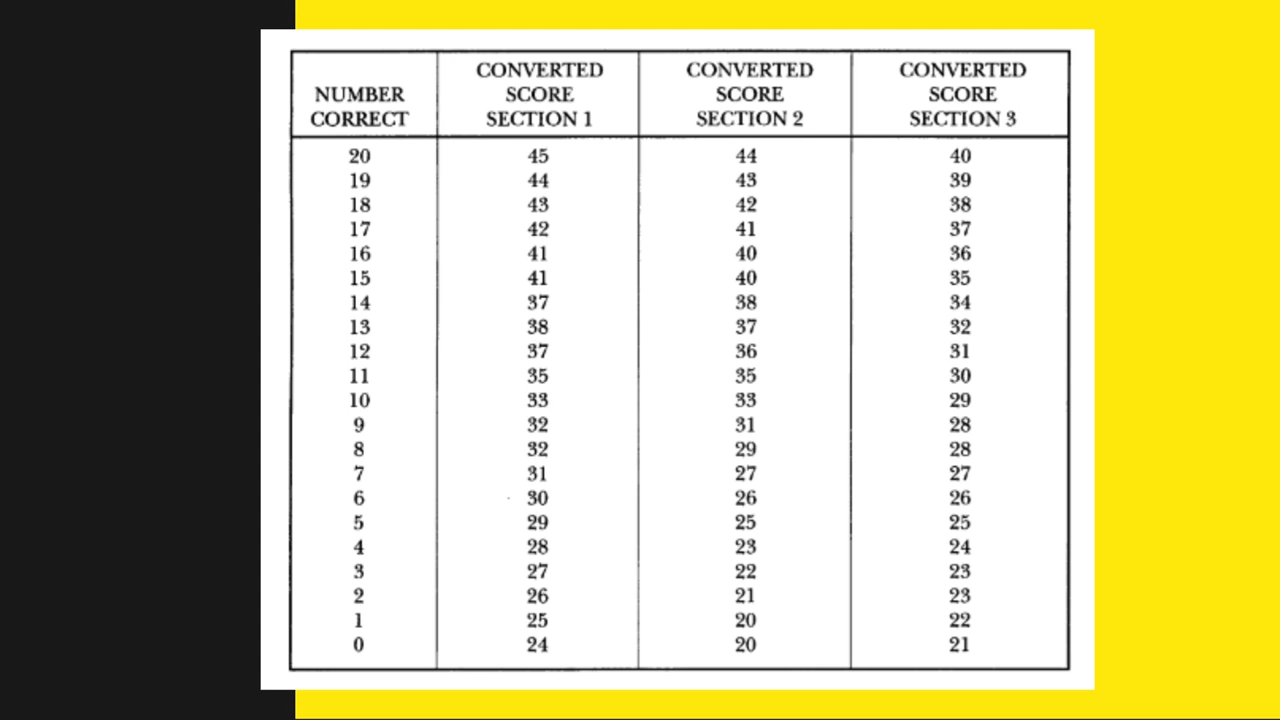 NUMBER CORRECT CONVERTED SCORE SECTION 1 CONVERTED SCORE SECTION 2 CONVERTED SCORE SECTION 3
20 45 44 40
19 44 43 39
18 43 42 38
17 42 41 37
16 41 40 36
15 41 40 35
14 37 38 34
13 38 37 32
12 37 36 31
11 35 35 30
10 33 33 29
9 32 31 28
8 32 29 28
7 31 27 27
6 30 26 26
5 29 25 25
4 28 23 24
3 27 22 23
2 26 21 23
1 25 20 22
0 24 20 21